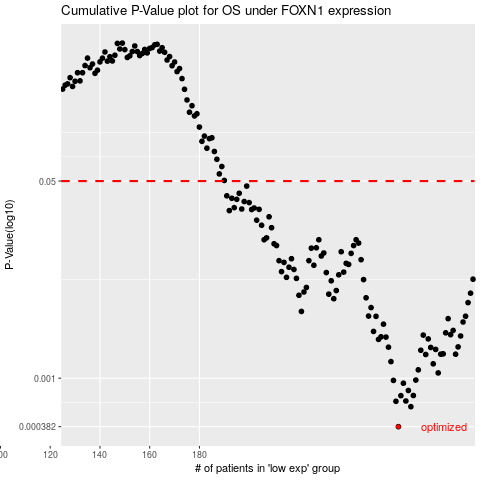 Cumulative P-Value plot for OS under FOXN1 expression
P-Value(log10)
0.05
0.001
0.000382
optimized
00 120 140 160 180
# of patients in 'low exp' group